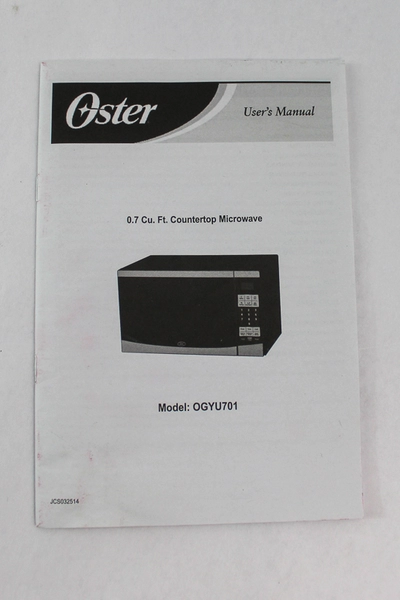 Oster
User's Manual
0.7 Cu. Ft. Countertop Microwave
Model: OGYU701
JCS032514